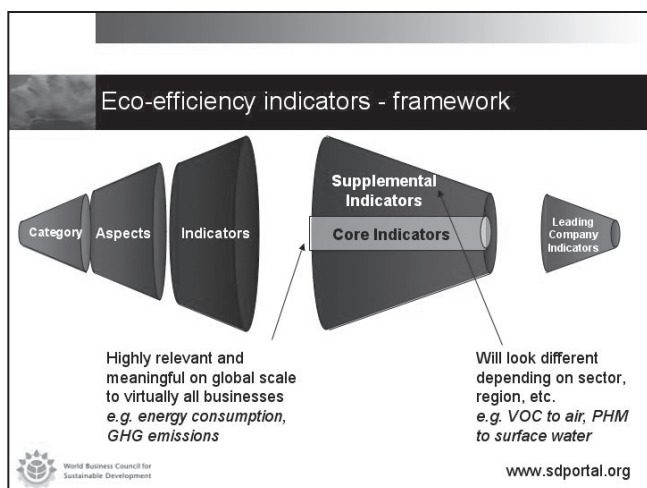 Eco-efficiency indicators - framework
Category
Aspects
Indicators
Supplemental
Indicators
Core Indicators
Leading
Company
Indicators
Highly relevant and
meaningful on global scale
to virtually all businesses
e.g. energy consumption,
GHG emissions
Will look different
depending on sector,
region, etc.
e.g. VOC to air, PHM
to surface water
World Business Council for
Sustainable Development
www.sdportal.org